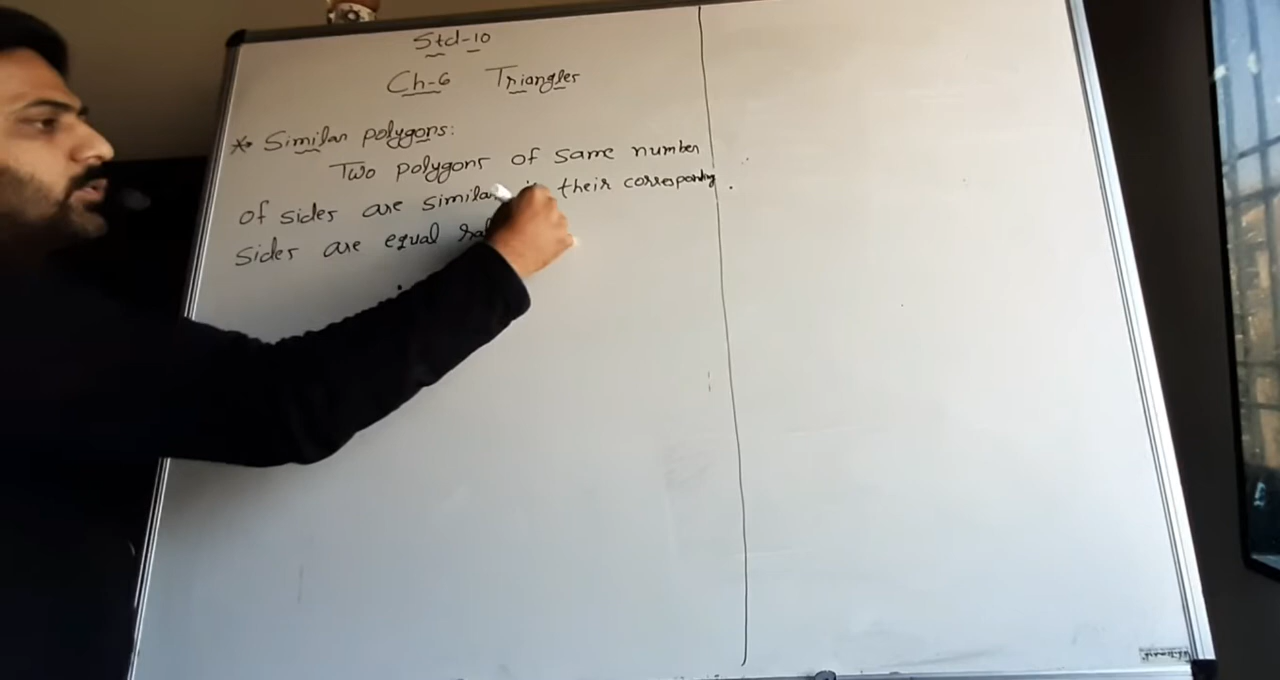 Std-10
Ch-6 Triangles
* Similar polygons:
Two polygons of same number
of sides are similar their corresponding
sides are equal